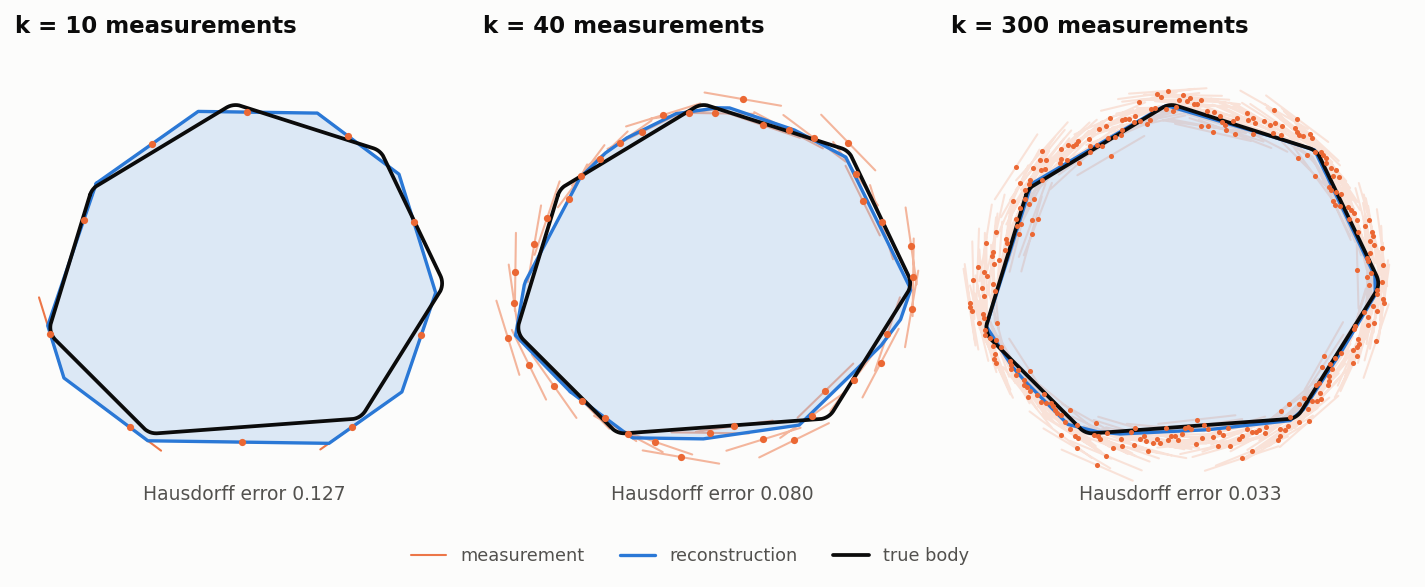 k = 10 measurements
k = 40 measurements
k = 300 measurements
Hausdorff error 0.127
Hausdorff error 0.080
Hausdorff error 0.033
measurement
reconstruction
true body